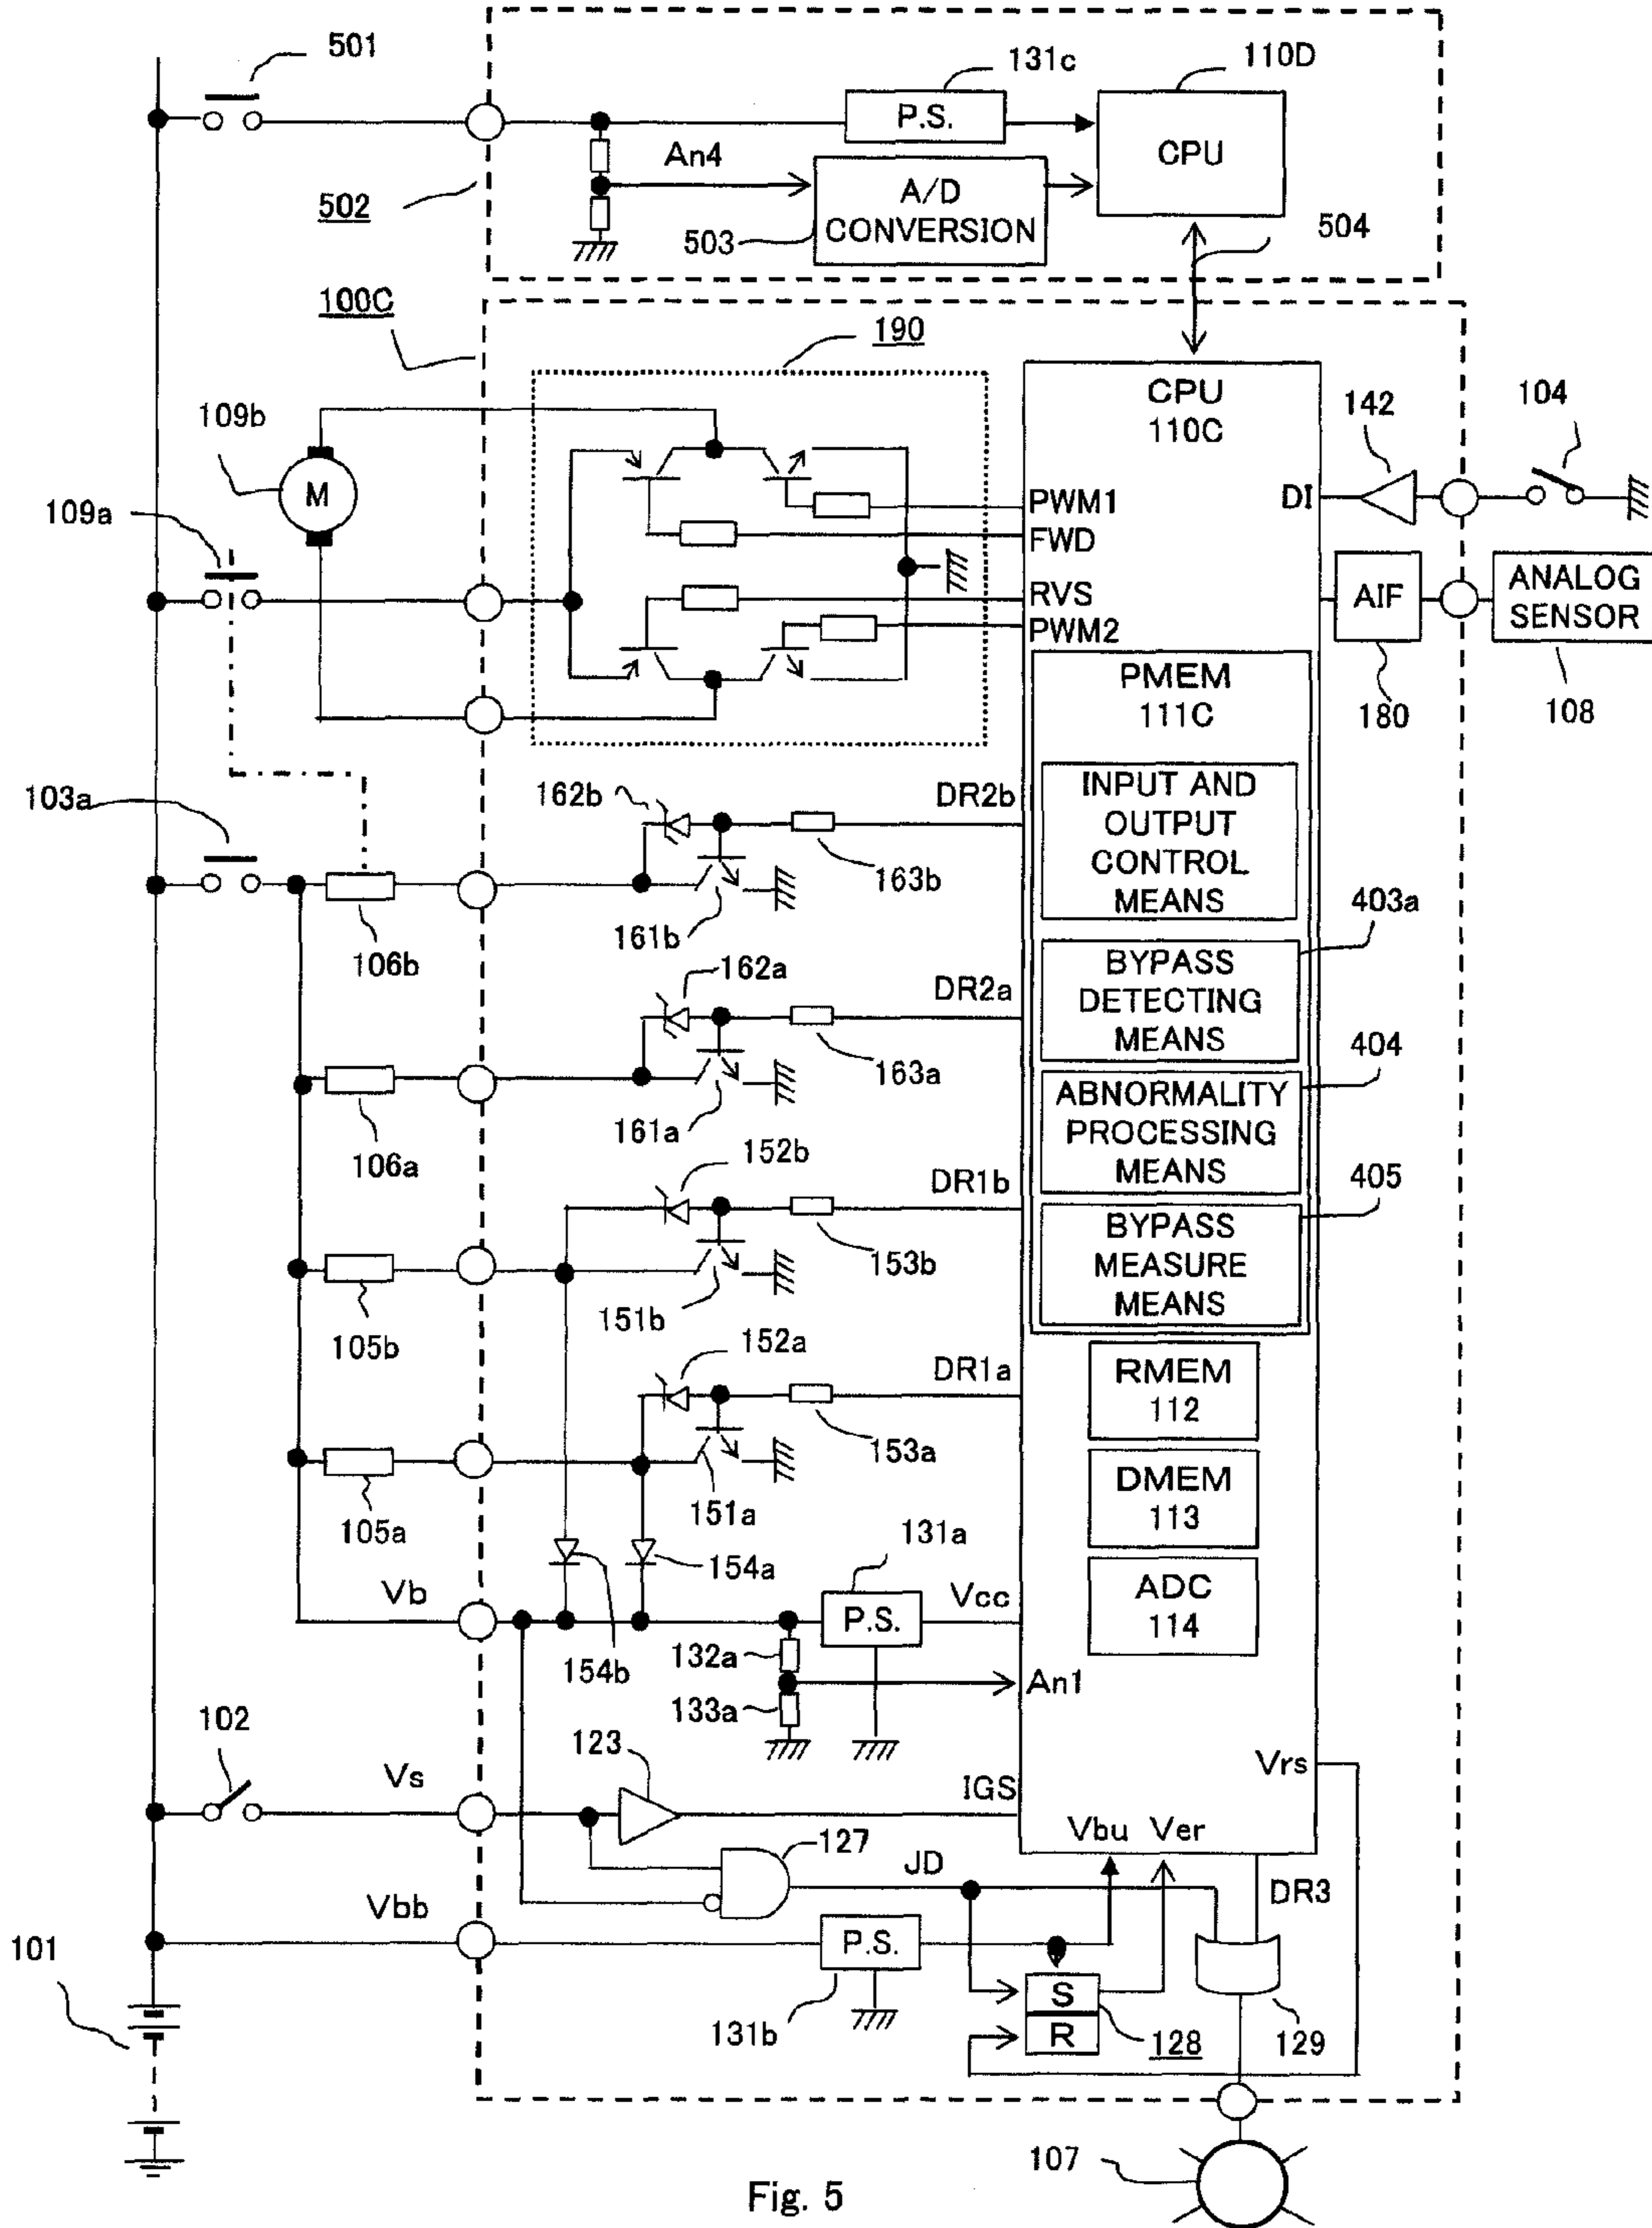 501
131c
110D
P.S.
CPU
An4
A/D
CONVERSION
502
503
504
100C
190
CPU
110C
109b
142
104
M
PWM1
DI
109a
FWD
RVS
AIF
ANALOG
SENSOR
PWM2
PMEM
111C
180
108
103a
162b
DR2b
INPUT AND
OUTPUT
CONTROL
MEANS
163b
403a
161b
106b
162a
DR2a
BYPASS
DETECTING
MEANS
404
163a
161a
ABNORMALITY
PROCESSING
MEANS
106a
152b
DR1b
405
BYPASS
MEASURE
MEANS
153b
151b
105b
152a
DR1a
RMEM
112
153a
151a
DMEM
113
105a
131a
154a
ADC
114
Vb
P.S.
Vcc
132a
154b
An1
133a
102
123
Vs
IGS
Vrs
Vbu
Ver
127
JD
DR3
Vbb
101
P.S.
S
R
131b
128
129
107
Fig. 5